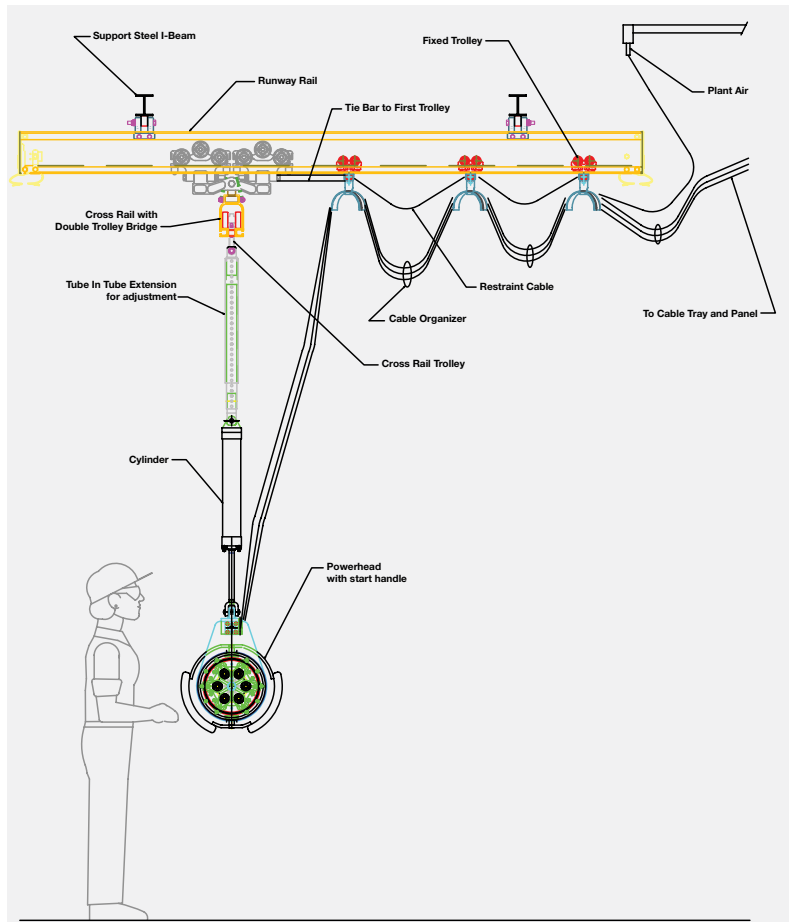 Support Steel I-Beam
Fixed Trolley
Runway Rail
Plant Air
Tie Bar to First Trolley
Cross Rail with
Double Trolley Bridge
Tube In Tube Extension
for adjustment
Restraint Cable
To Cable Tray and Panel
Cable Organizer
Cross Rail Trolley
Cylinder
Powerhead
with start handle